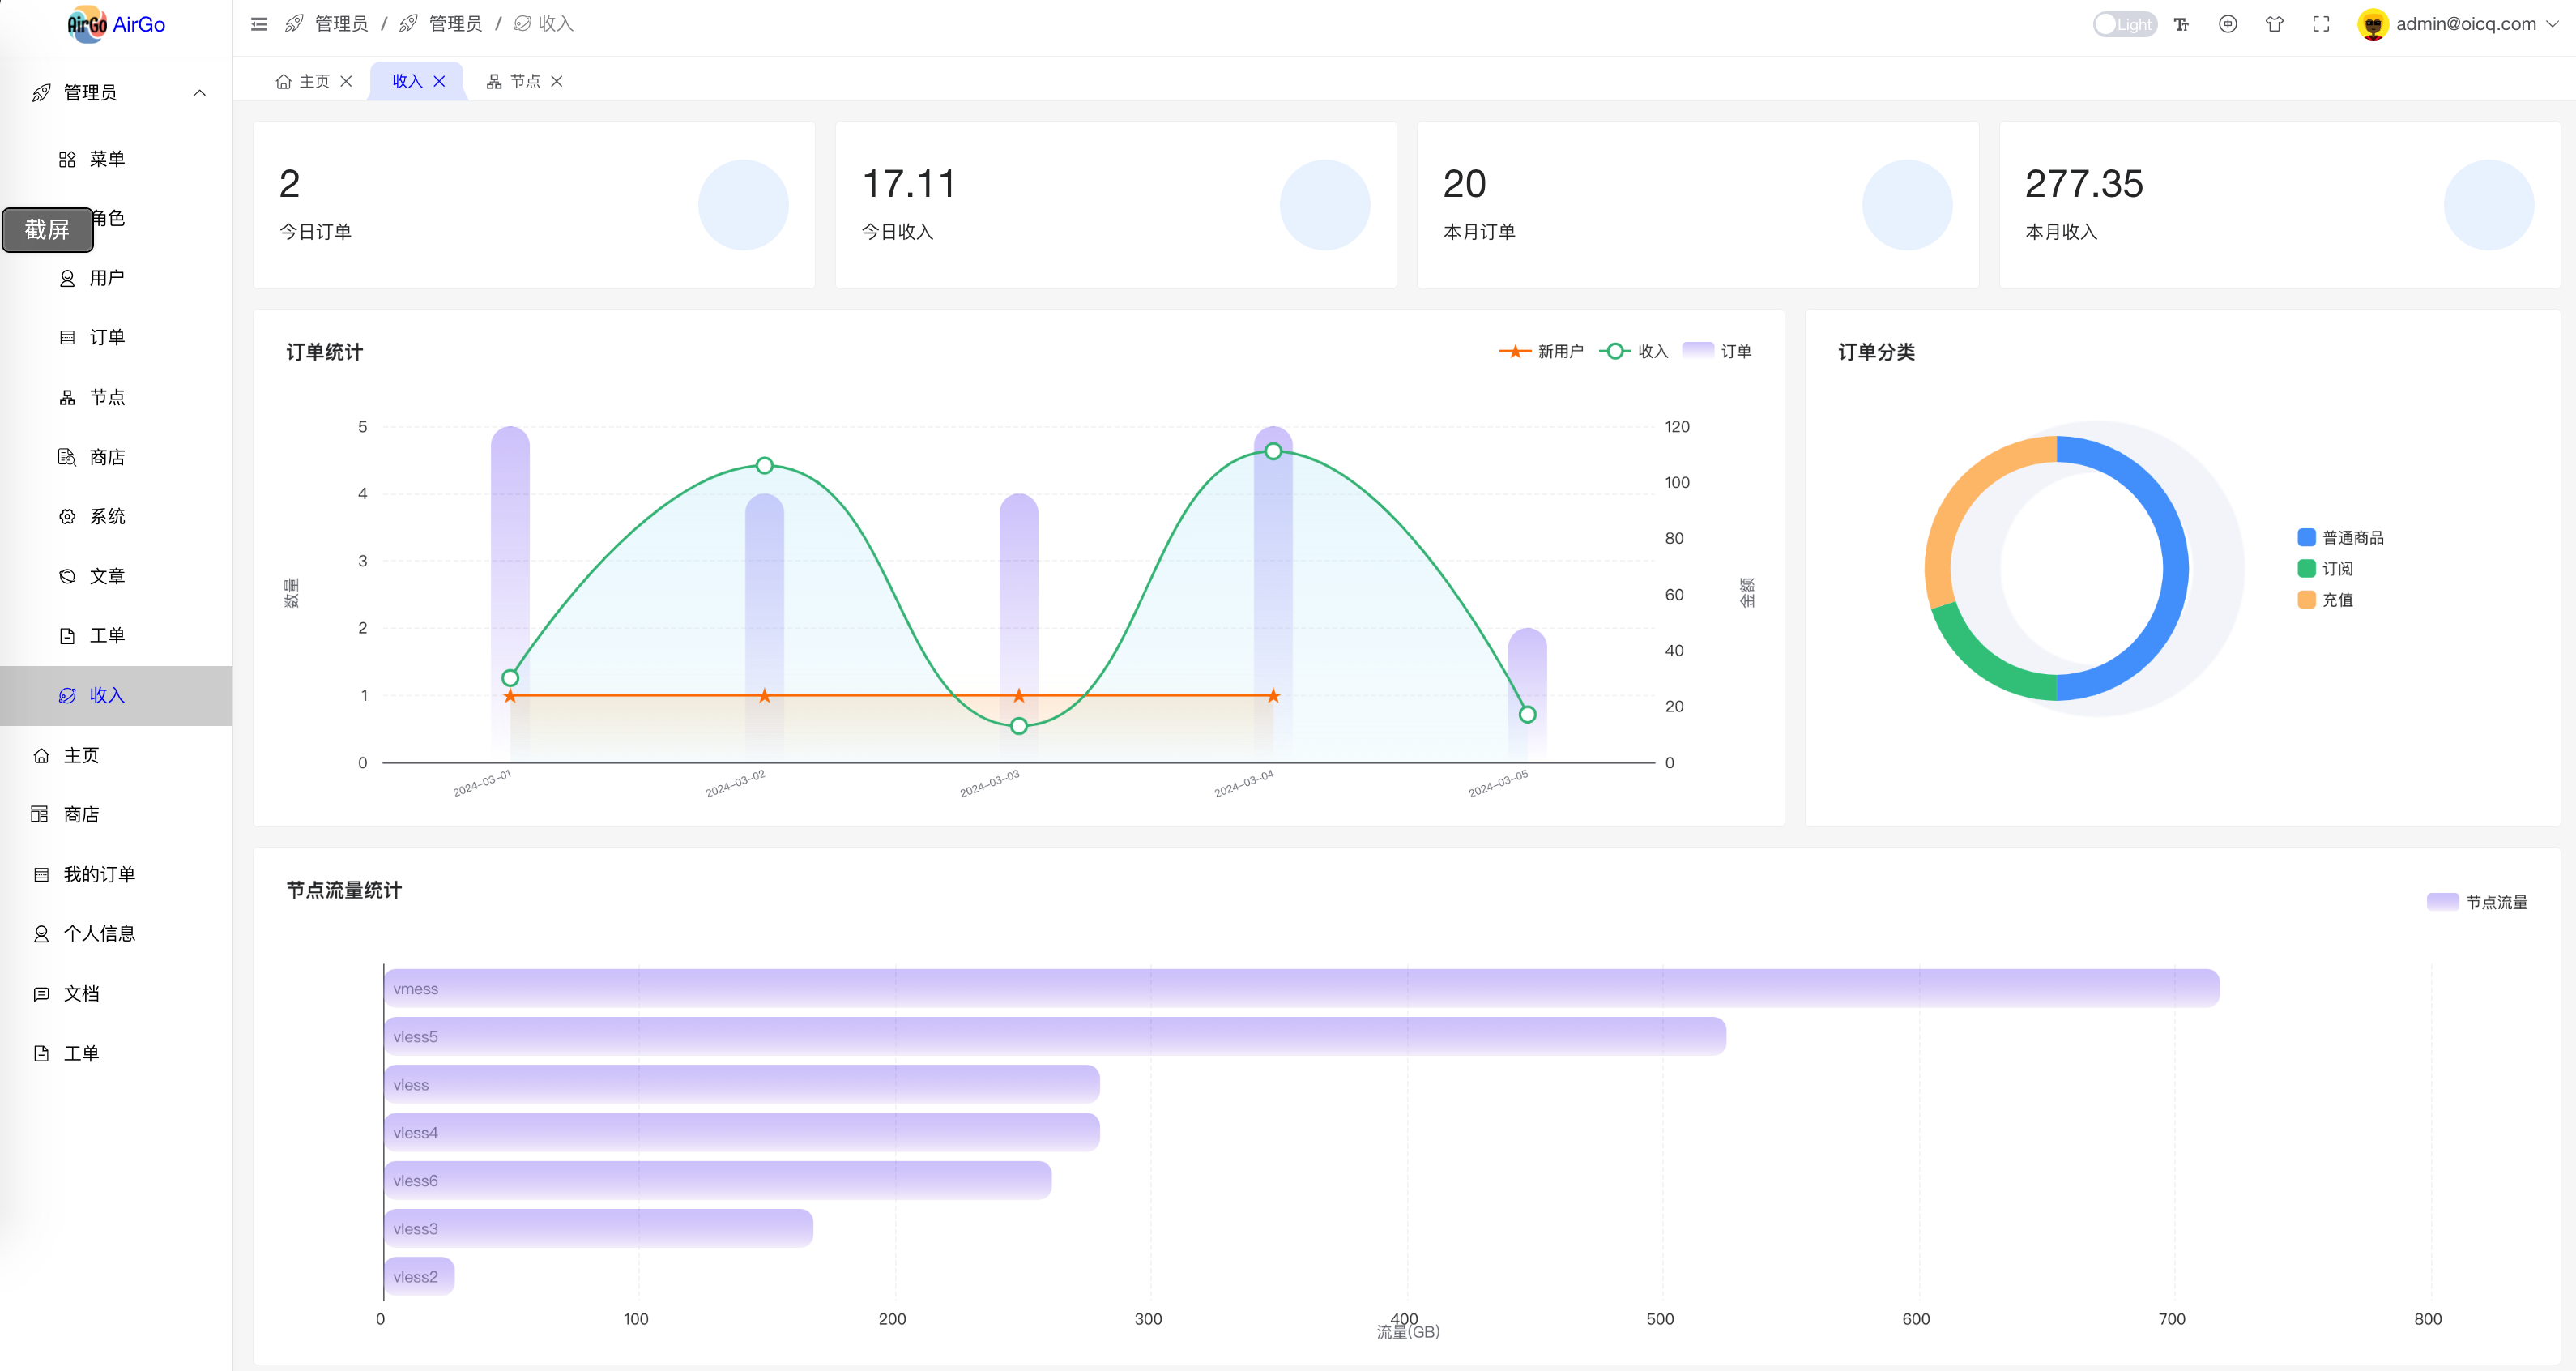 AirGo AirGo
管理员 / 管理员 / 收入
Light
admin@oicq.com
主页
收入
节点
管理员
菜单
角色
截屏
用户
订单
节点
商店
系统
文章
工单
收入
主页
商店
我的订单
个人信息
文档
工单
2
今日订单
17.11
今日收入
20
本月订单
277.35
本月收入
订单统计
新用户 收入 订单
5
4
3
2
1
0
数量
120
100
80
60
40
20
0
金额
2024-03-01 2024-03-02 2024-03-03 2024-03-04 2024-03-05
订单分类
普通商品
订阅
充值
节点流量统计
节点流量
vmess
vless5
vless
vless4
vless6
vless3
vless2
0 100 200 300 400 500 600 700 800
流量(GB)